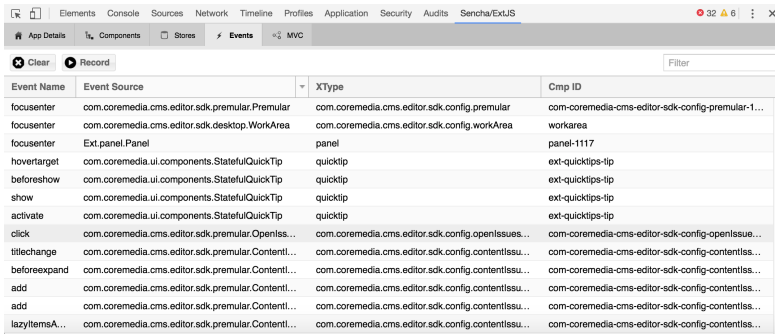 Elements Console Sources Network Timeline Profiles Application Security Audits Sencha/ExtJS 32 6
App Details Components Stores Events MVC
Clear Record Filter
Event Name Event Source XType Cmp ID
focusenter com.coremedia.cms.editor.sdk.premular.Premular com.coremedia.cms.editor.sdk.config.premular com-coremedia-cms-editor-sdk-config-premular-1...
focusenter com.coremedia.cms.editor.sdk.desktop.WorkArea com.coremedia.cms.editor.sdk.config.workArea workarea
focusenter Ext.panel.Panel panel panel-1117
hovertarget com.coremedia.ui.components.StatefulQuickTip quicktip ext-quicktips-tip
beforeshow com.coremedia.ui.components.StatefulQuickTip quicktip ext-quicktips-tip
show com.coremedia.ui.components.StatefulQuickTip quicktip ext-quicktips-tip
activate com.coremedia.ui.components.StatefulQuickTip quicktip ext-quicktips-tip
click com.coremedia.cms.editor.sdk.premular.OpenIss... com.coremedia.cms.editor.sdk.config.openIssues... com-coremedia-cms-editor-sdk-config-openIssue...
titlechange com.coremedia.cms.editor.sdk.premular.ContentI... com.coremedia.cms.editor.sdk.config.contentIssu... com-coremedia-cms-editor-sdk-config-contentIss...
beforeexpand com.coremedia.cms.editor.sdk.premular.ContentI... com.coremedia.cms.editor.sdk.config.contentIssu... com-coremedia-cms-editor-sdk-config-contentIss...
add com.coremedia.cms.editor.sdk.premular.ContentI... com.coremedia.cms.editor.sdk.config.contentIssu... com-coremedia-cms-editor-sdk-config-contentIss...
add com.coremedia.cms.editor.sdk.premular.ContentI... com.coremedia.cms.editor.sdk.config.contentIssu... com-coremedia-cms-editor-sdk-config-contentIss...
lazyItemsA... com.coremedia.cms.editor.sdk.premular.ContentI... com.coremedia.cms.editor.sdk.config.contentIssu... com-coremedia-cms-editor-sdk-config-contentIss...